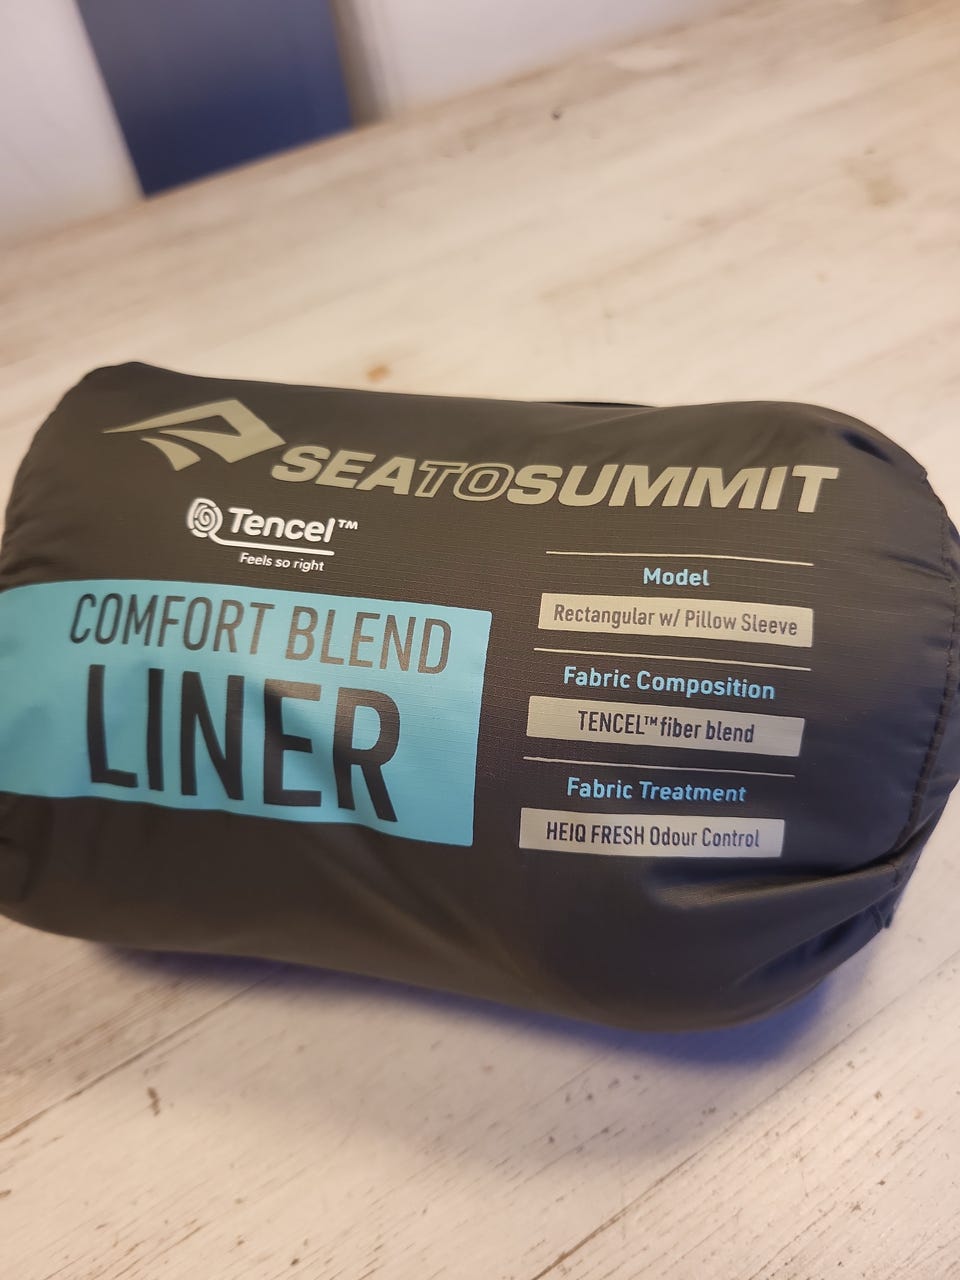 SEATOSUMMIT
Tencel™
Feels so right
COMFORT BLEND
LINER
Model
Rectangular w/ Pillow Sleeve
Fabric Composition
TENCEL™ fiber blend
Fabric Treatment
HEIQ FRESH Odour Control